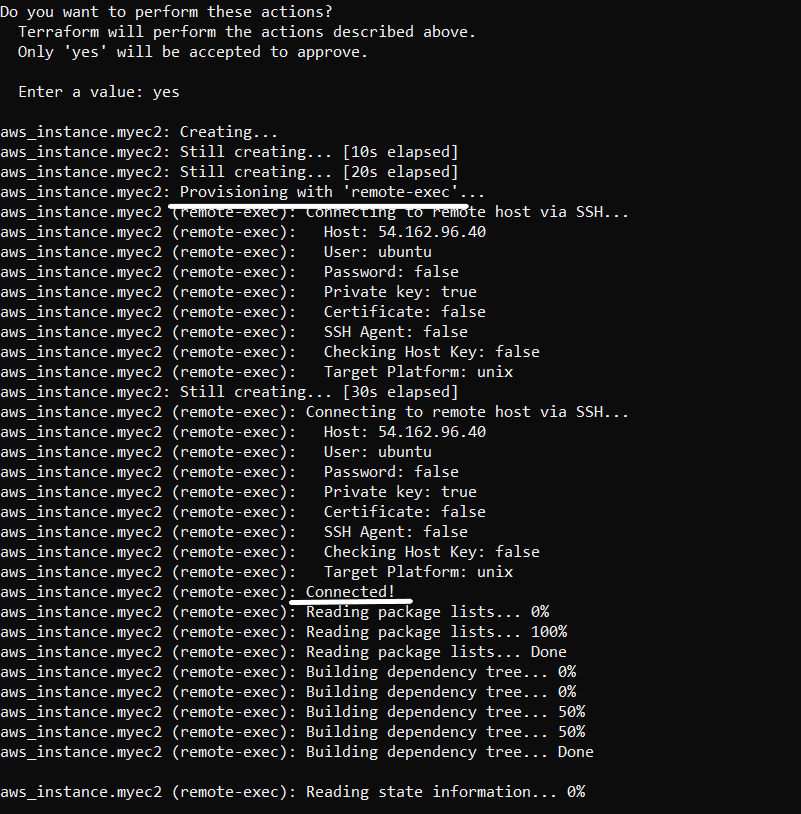 Do you want to perform these actions?
  Terraform will perform the actions described above.
  Only 'yes' will be accepted to approve.

  Enter a value: yes

aws_instance.myec2: Creating...
aws_instance.myec2: Still creating... [10s elapsed]
aws_instance.myec2: Still creating... [20s elapsed]
aws_instance.myec2: Provisioning with 'remote-exec'...
aws_instance.myec2 (remote-exec): Connecting to remote host via SSH...
aws_instance.myec2 (remote-exec):   Host: 54.162.96.40
aws_instance.myec2 (remote-exec):   User: ubuntu
aws_instance.myec2 (remote-exec):   Password: false
aws_instance.myec2 (remote-exec):   Private key: true
aws_instance.myec2 (remote-exec):   Certificate: false
aws_instance.myec2 (remote-exec):   SSH Agent: false
aws_instance.myec2 (remote-exec):   Checking Host Key: false
aws_instance.myec2 (remote-exec):   Target Platform: unix
aws_instance.myec2: Still creating... [30s elapsed]
aws_instance.myec2 (remote-exec): Connecting to remote host via SSH...
aws_instance.myec2 (remote-exec):   Host: 54.162.96.40
aws_instance.myec2 (remote-exec):   User: ubuntu
aws_instance.myec2 (remote-exec):   Password: false
aws_instance.myec2 (remote-exec):   Private key: true
aws_instance.myec2 (remote-exec):   Certificate: false
aws_instance.myec2 (remote-exec):   SSH Agent: false
aws_instance.myec2 (remote-exec):   Checking Host Key: false
aws_instance.myec2 (remote-exec):   Target Platform: unix
aws_instance.myec2 (remote-exec): Connected!
aws_instance.myec2 (remote-exec): Reading package lists... 0%
aws_instance.myec2 (remote-exec): Reading package lists... 100%
aws_instance.myec2 (remote-exec): Reading package lists... Done
aws_instance.myec2 (remote-exec): Building dependency tree... 0%
aws_instance.myec2 (remote-exec): Building dependency tree... 0%
aws_instance.myec2 (remote-exec): Building dependency tree... 50%
aws_instance.myec2 (remote-exec): Building dependency tree... 50%
aws_instance.myec2 (remote-exec): Building dependency tree... Done

aws_instance.myec2 (remote-exec): Reading state information... 0%